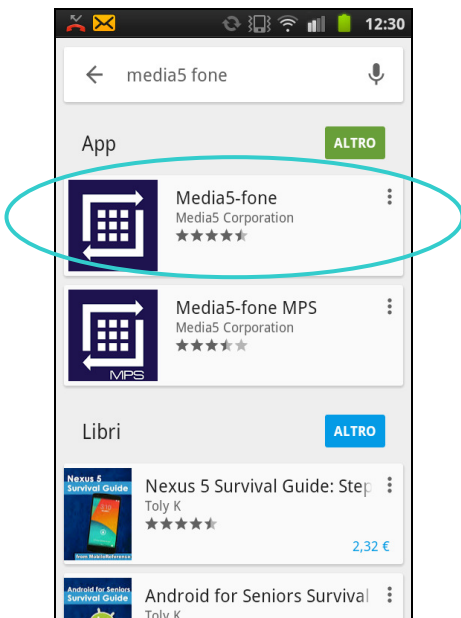 12:30
media5 fone
App
ALTRO
Media5-fone
Media5 Corporation
Media5-fone MPS
Media5 Corporation
MPS
Libri
ALTRO
Nexus 5
Survival Guide
from MobileReference
Nexus 5 Survival Guide: Step
Toly K
2,32 €
Android for Seniors
Survival Guide
Android for Seniors Survival
Toly K